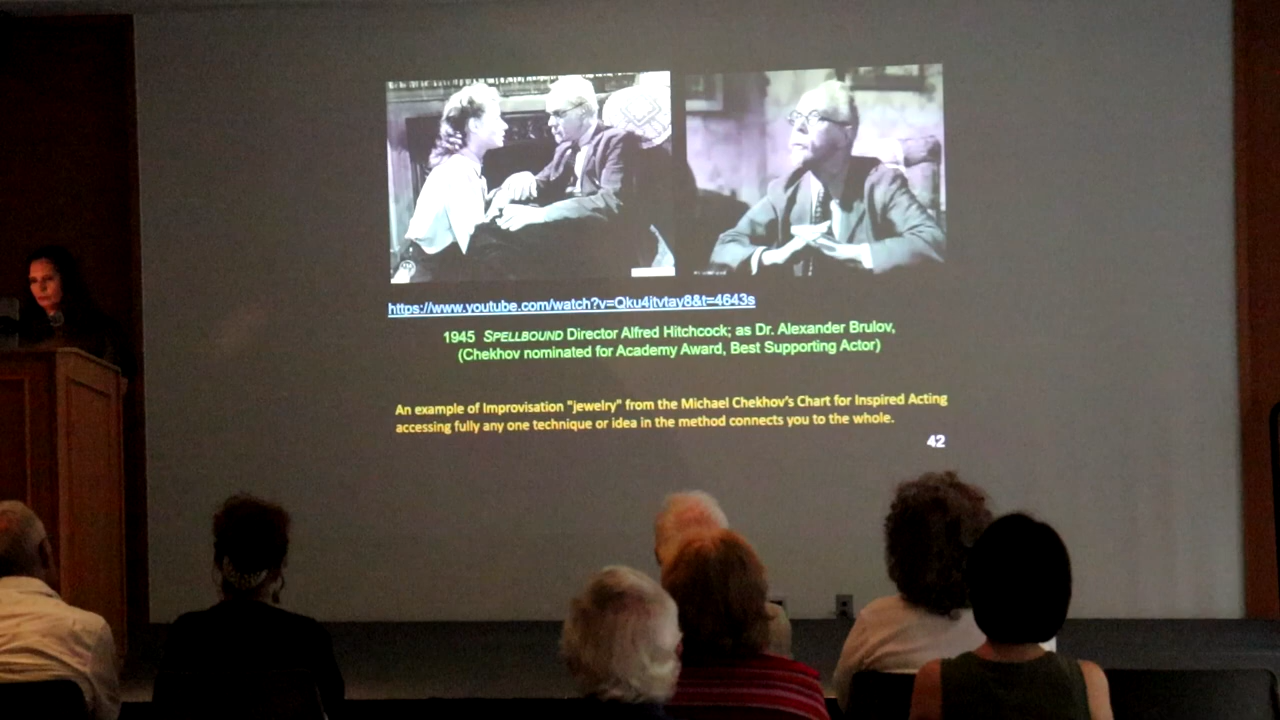 https://www.youtube.com/watch?v=Qku4jtvtay8&t=4643s
1945 SPELLBOUND Director Alfred Hitchcock; as Dr. Alexander Brulov,
(Chekhov nominated for Academy Award, Best Supporting Actor)
An example of Improvisation "jewelry" from the Michael Chekhov's Chart for Inspired Acting
accessing fully any one technique or idea in the method connects you to the whole.
42